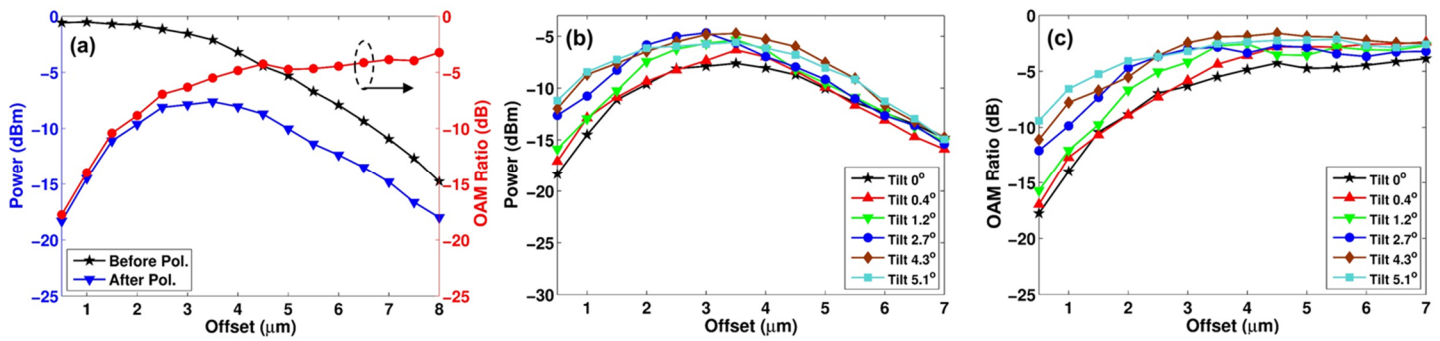 (a)
Power (dBm)
0
−5
−10
−15
−20
−25
Before Pol.
After Pol.
1 2 3 4 5 6 7 8
Offset (μm)
0
−5
−10
−15
−20
−25
OAM Ratio (dB)
(b)
Power (dBm)
−5
−10
−15
−20
−25
−30
Tilt 0°
Tilt 0.4°
Tilt 1.2°
Tilt 2.7°
Tilt 4.3°
Tilt 5.1°
1 2 3 4 5 6 7
Offset (μm)
(c)
OAM Ratio (dB)
0
−5
−10
−15
−20
−25
Tilt 0°
Tilt 0.4°
Tilt 1.2°
Tilt 2.7°
Tilt 4.3°
Tilt 5.1°
1 2 3 4 5 6 7
Offset (μm)